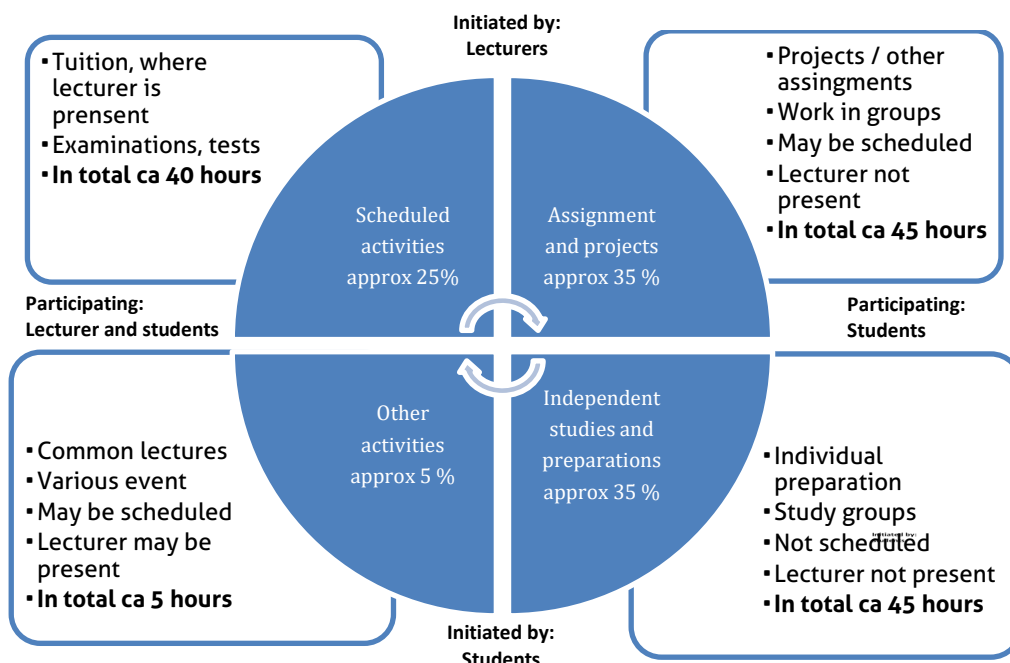 Initiated by:
Lecturers
▪ Tuition, where
lecturer is
prensent
▪ Examinations, tests
▪ In total ca 40 hours
▪ Projects / other
assingments
▪ Work in groups
▪ May be scheduled
▪ Lecturer not
present
▪ In total ca 45 hours
Scheduled
activities
approx 25%
Assignment
and projects
approx 35 %
Participating:
Lecturer and students
Participating:
Students
Other
activities
approx 5 %
Independent
studies and
preparations
approx 35 %
▪ Common lectures
▪ Various event
▪ May be scheduled
▪ Lecturer may be
present
▪ In total ca 5 hours
▪ Individual
preparation
▪ Study groups
Initiated by:
▪ Not scheduled
▪ Lecturer not present
▪ In total ca 45 hours
Initiated by:
Students